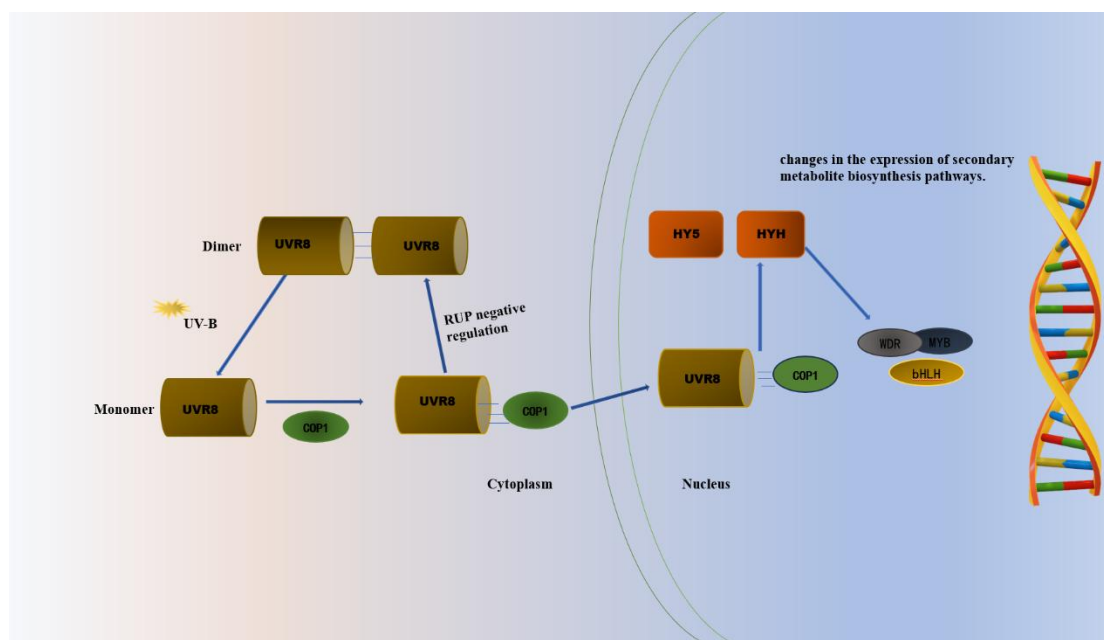 changes in the expression of secondary
metabolite biosynthesis pathways.
Dimer
UVR8
UVR8
HY5
HYH
UV-B
RUP negative
regulation
WDR
MYB
bHLH
Monomer
UVR8
COP1
UVR8
COP1
UVR8
COP1
Cytoplasm
Nucleus